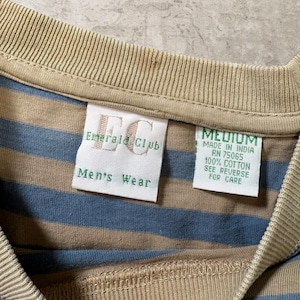 EC
Emerald Club
Men's Wear
MEDIUM
MADE IN INDIA
RN 75065
100% COTTON
SEE REVERSE
FOR CARE